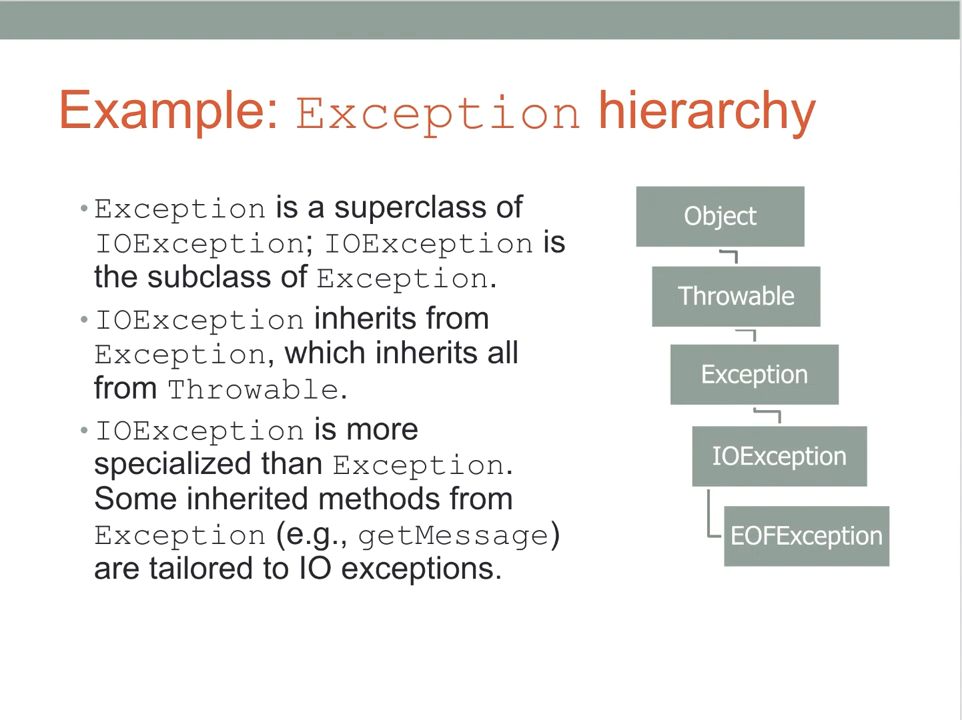 Example: Exception hierarchy
•Exception is a superclass of
IOException; IOException is
the subclass of Exception.
•IOException inherits from
Exception, which inherits all
from Throwable.
•IOException is more
specialized than Exception.
Some inherited methods from
Exception (e.g., getMessage)
are tailored to IO exceptions.
Object
Throwable
Exception
IOException
EOFException